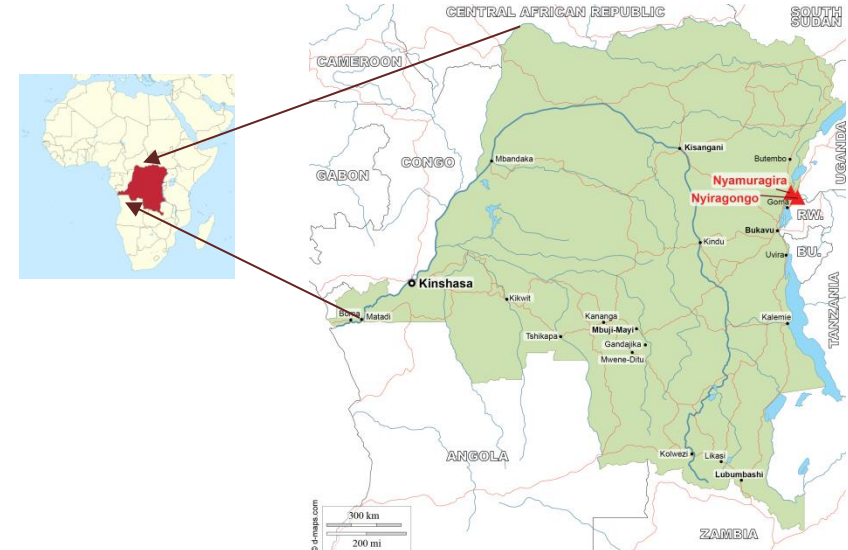 CENTRAL AFRICAN REPUBLIC
SOUTH
SUDAN
CAMEROON
UGANDA
Kisangani
Butembo
Mbandaka
CONGO
GABON
Nyamuragira
Nyiragongo
Goma
RW.
Bukavu
Kindu
BU.
Uvira
TANZANIA
Kinshasa
Kikwit
Boma
Matadi
Kananga
Kalemie
Mbuji-Mayi
Tshikapa
Gandajika
Mwene-Ditu
ANGOLA
Kolwezi
Likasi
Lubumbashi
300 km
200 mi
© d-maps.com
ZAMBIA